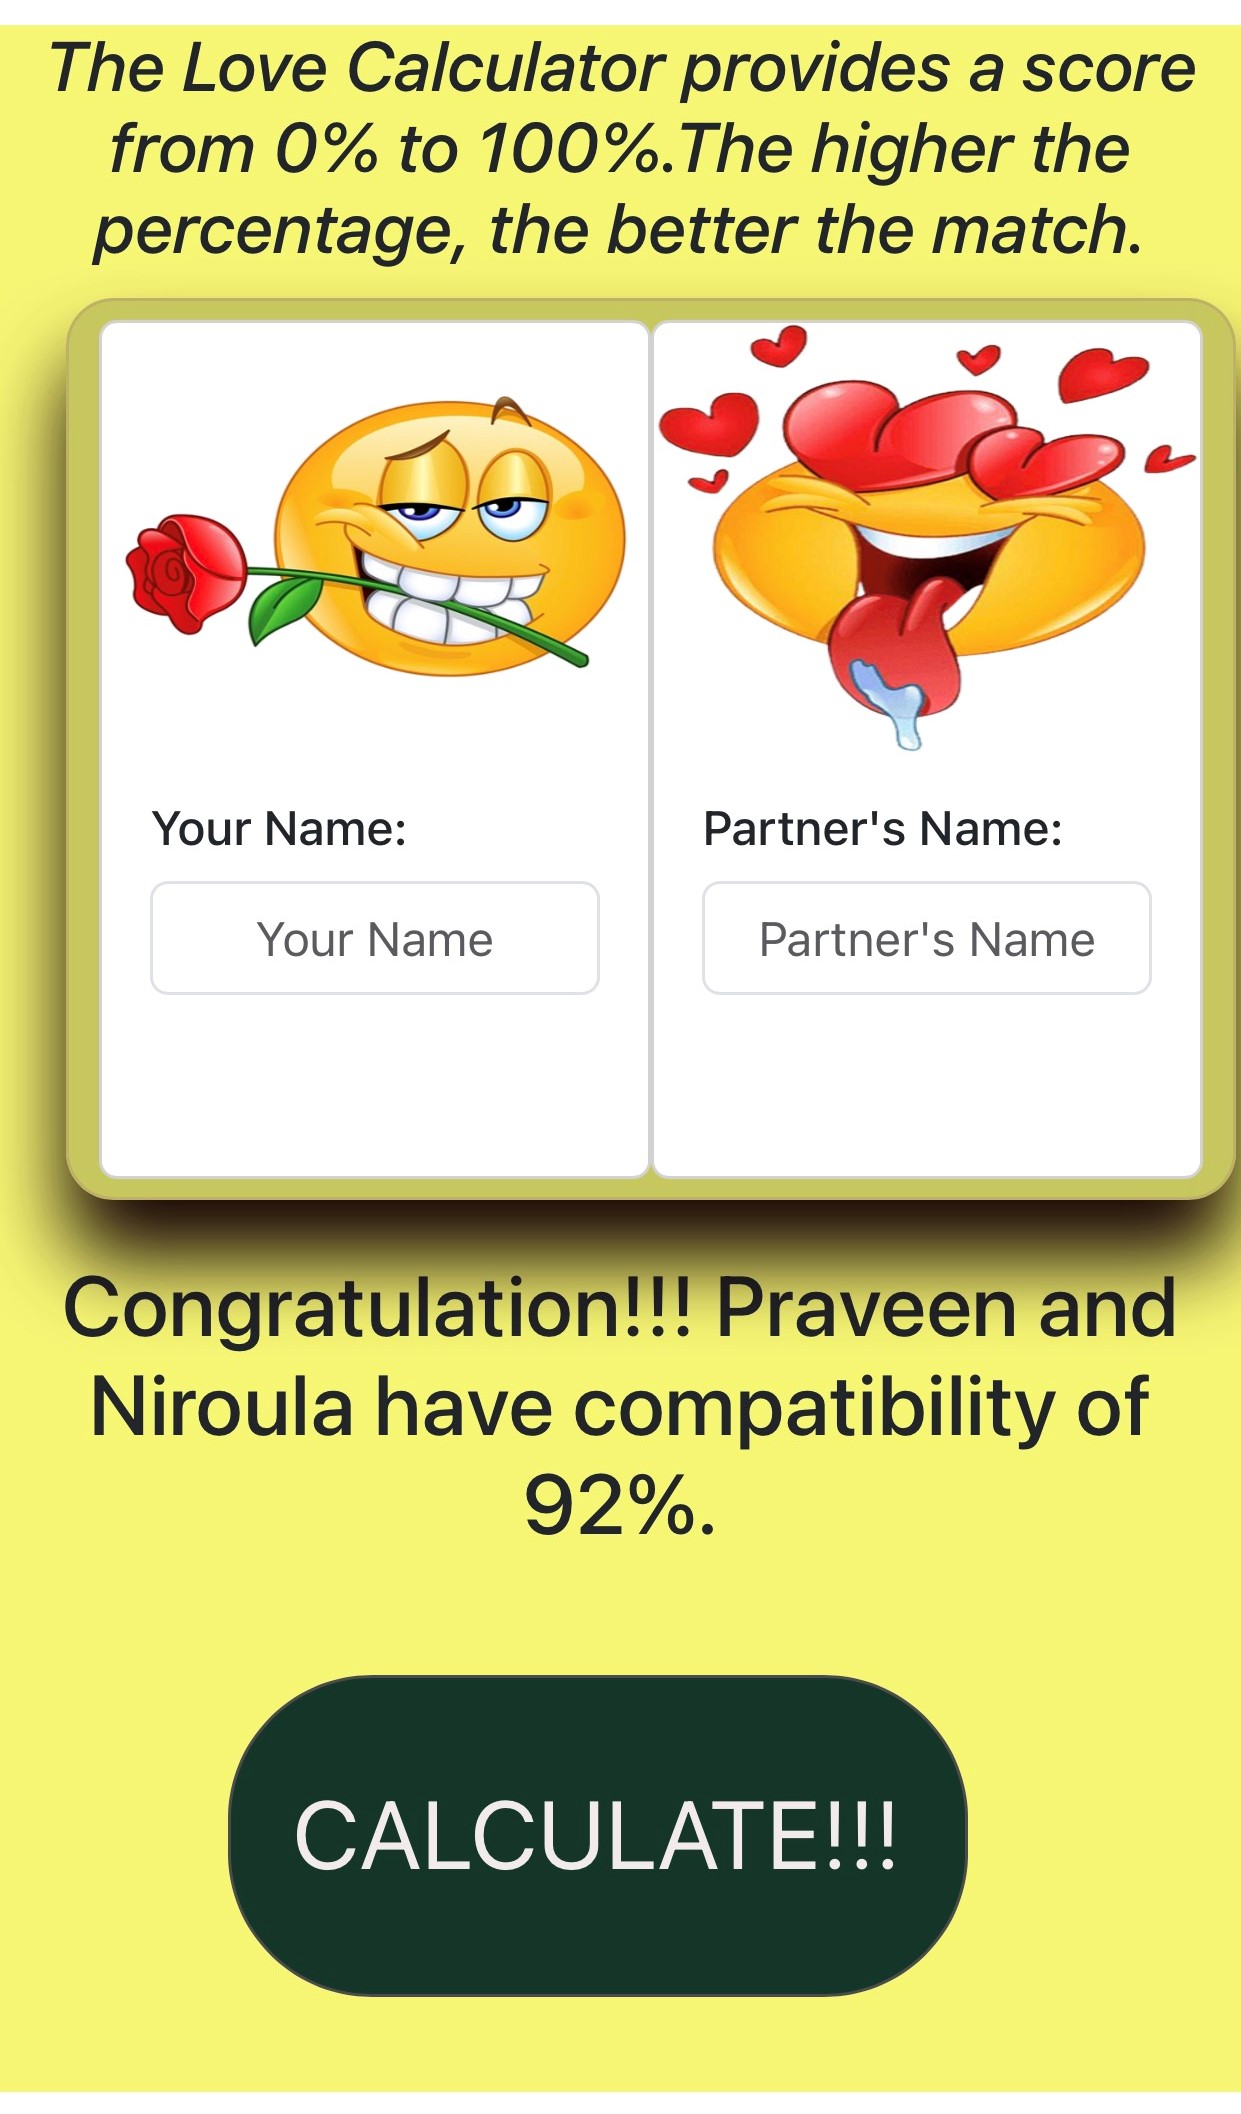 The Love Calculator provides a score
from 0% to 100%.The higher the
percentage, the better the match.
Your Name:
Your Name
Partner's Name:
Partner's Name
Congratulation!!! Praveen and
Niroula have compatibility of
92%.
CALCULATE!!!